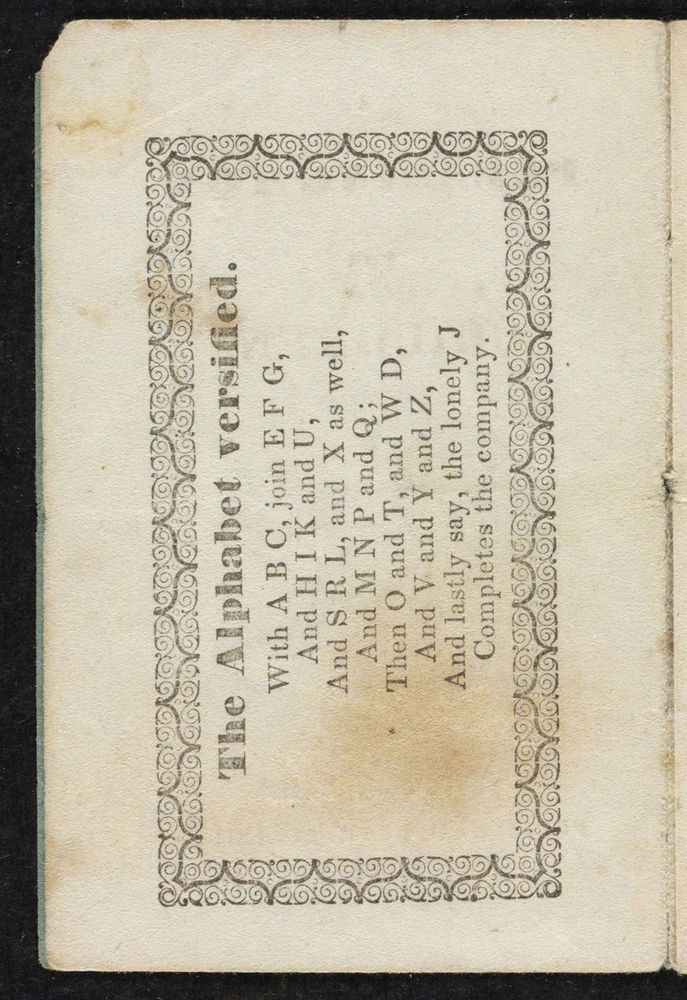 The Alphabet versified.
With A B C, join E F G,
And H I K and U,
And S R L, and X as well,
And M N P and Q;
Then O and T, and W D,
And V and Y and Z,
And lastly say, the lonely J
Completes the company.